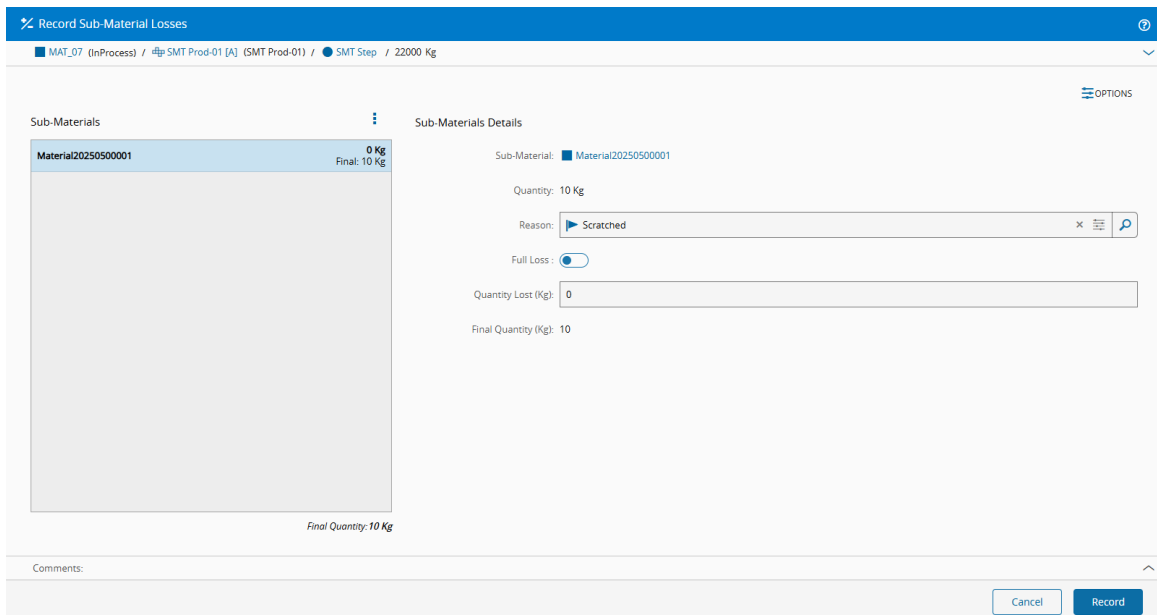 Record Sub-Material Losses
MAT_07 (InProcess) / SMT Prod-01 [A] (SMT Prod-01) / SMT Step / 22000 Kg
OPTIONS
Sub-Materials
Material20250500001 0 Kg
Final: 10 Kg
Final Quantity: 10 Kg
Sub-Materials Details
Sub-Material: Material20250500001
Quantity: 10 Kg
Reason: Scratched
Full Loss :
Quantity Lost (Kg): 0
Final Quantity (Kg): 10
Comments:
Cancel Record